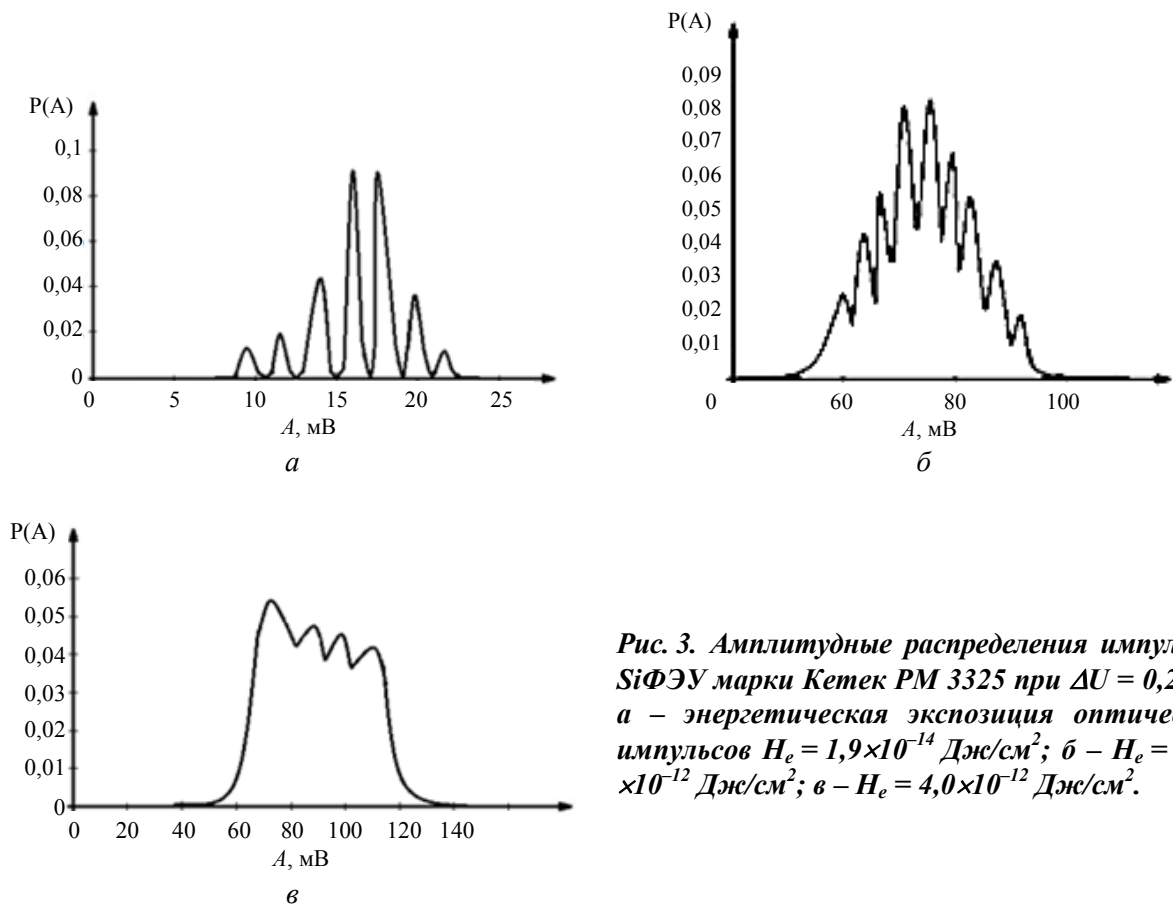 P(A)
0,1
0,08
0,06
0,04
0,02
0
0 5 10 15 20 25
A, мВ
а
P(A)
0,09
0,08
0,07
0,06
0,05
0,04
0,03
0,02
0,01
0 60 80 100
A, мВ
б
P(A)
0,06
0,05
0,04
0,03
0,02
0,01
0
0 20 40 60 80 100 120 140
A, мВ
в
Рис. 3. Амплитудные распределения импул
SiФЭУ марки Кетек РМ 3325 при ΔU = 0,2
а – энергетическая экспозиция оптиче
импульсов Hₑ = 1,9×10⁻¹⁴ Дж/см²; б – Hₑ =
×10⁻¹² Дж/см²; в – Hₑ = 4,0×10⁻¹² Дж/см².